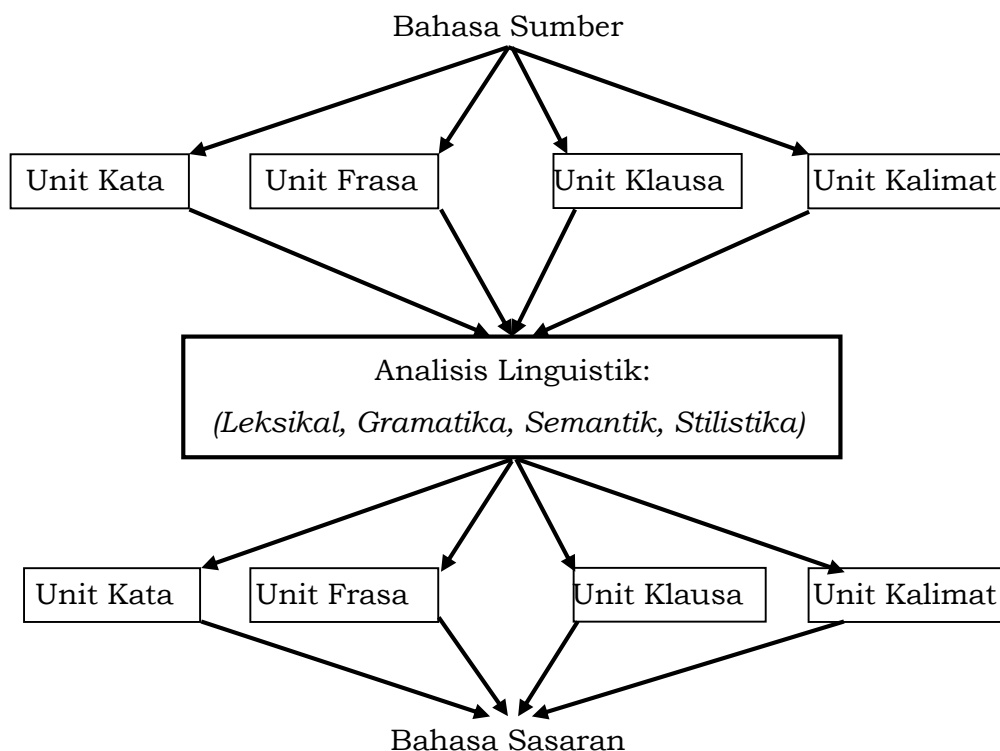 Bahasa Sumber
Unit Kata
Unit Frasa
Unit Klausa
Unit Kalimat
Analisis Linguistik:
(Leksikal, Gramatika, Semantik, Stilistika)
Unit Kata
Unit Frasa
Unit Klausa
Unit Kalimat
Bahasa Sasaran